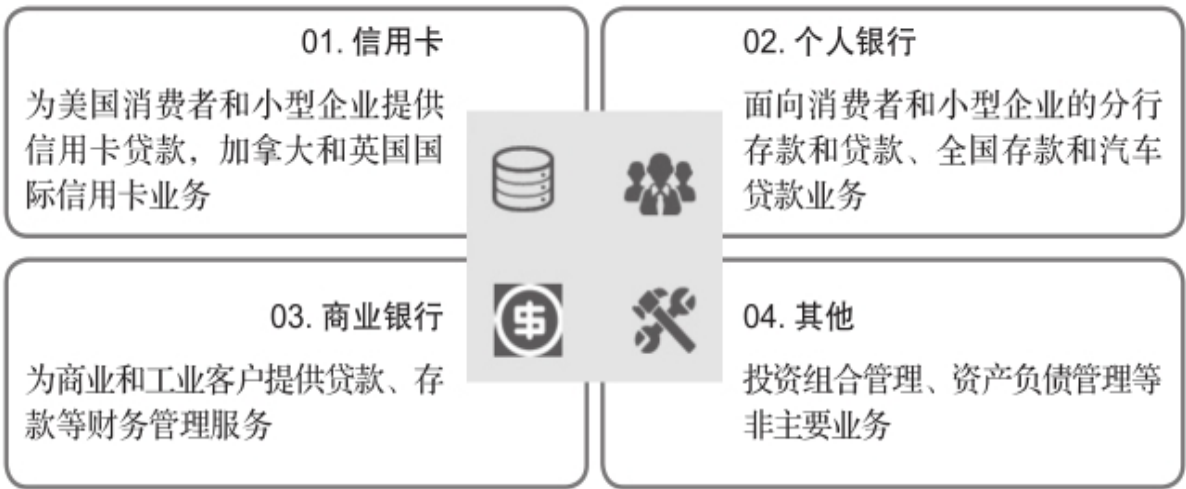 01. 信用卡
为美国消费者和小型企业提供
信用卡贷款，加拿大和英国国
际信用卡业务
02. 个人银行
面向消费者和小型企业的分行
存款和贷款、全国存款和汽车
贷款业务
03. 商业银行
为商业和工业客户提供贷款、存
款等财务管理服务
04. 其他
投资组合管理、资产负债管理等
非主要业务